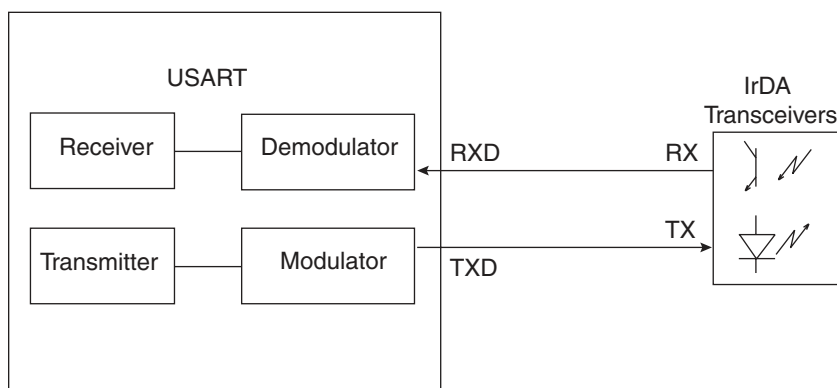 USART
IrDA
Transceivers
Receiver
Demodulator
RXD
RX
Transmitter
Modulator
TXD
TX